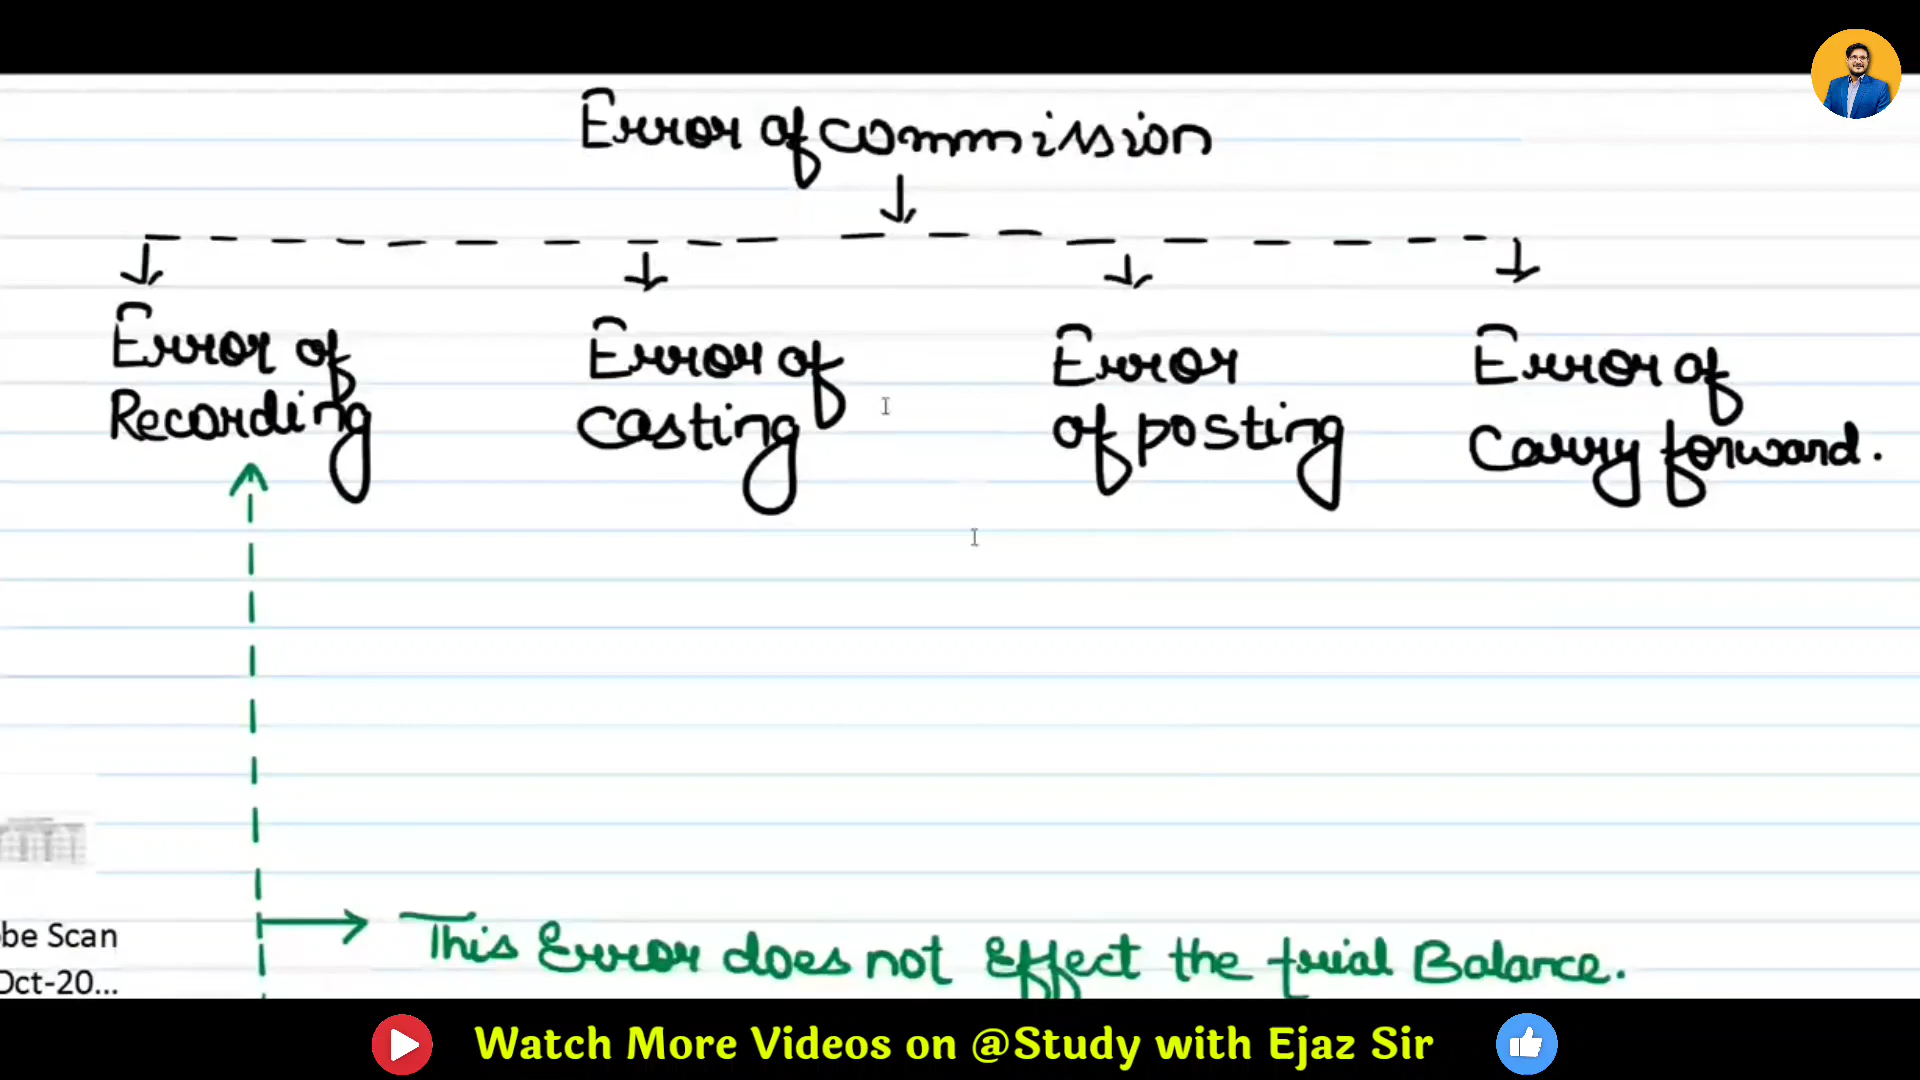 Error of commission
Error of
Recording
Error of
casting
Error
of posting
Error of
Carry forward.
This Error does not Effect the trial Balance.
be Scan
Oct-20...
Watch More Videos on @Study with Ejaz Sir